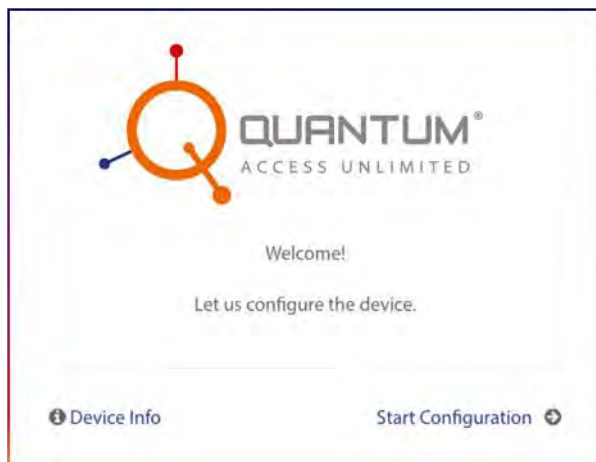 QUANTUM®
ACCESS UNLIMITED
Welcome!
Let us configure the device.
Device Info
Start Configuration